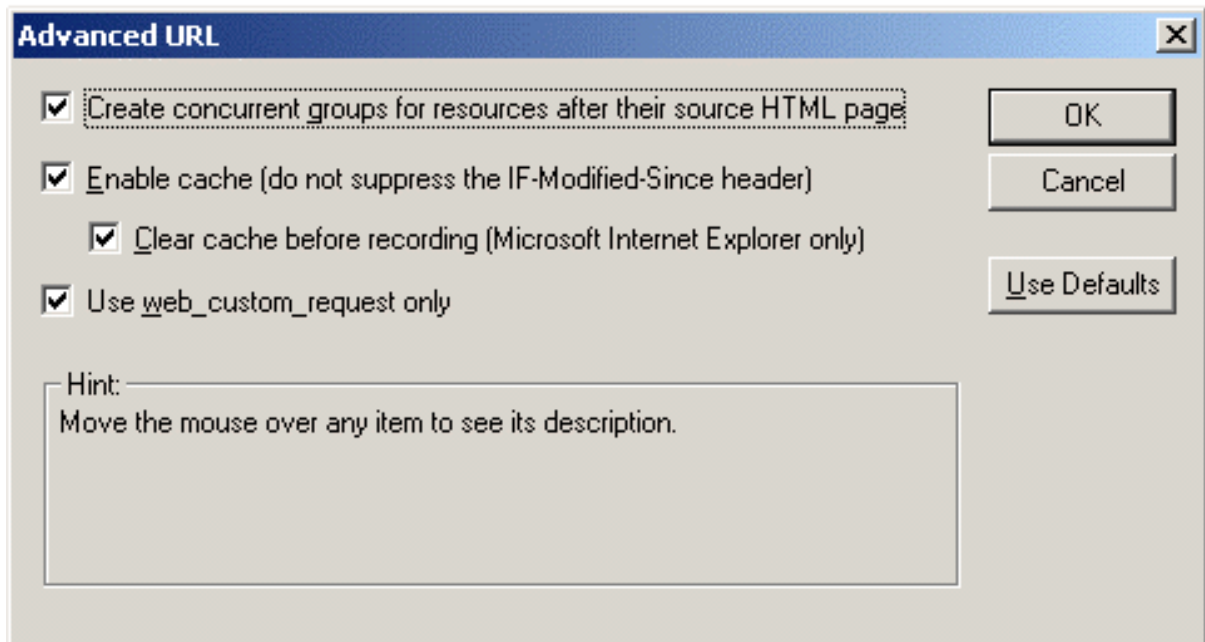 Advanced URL
Create concurrent groups for resources after their source HTML page
OK
Enable cache (do not suppress the IF-Modified-Since header)
Cancel
Clear cache before recording (Microsoft Internet Explorer only)
Use web_custom_request only
Use Defaults
Hint:
Move the mouse over any item to see its description.